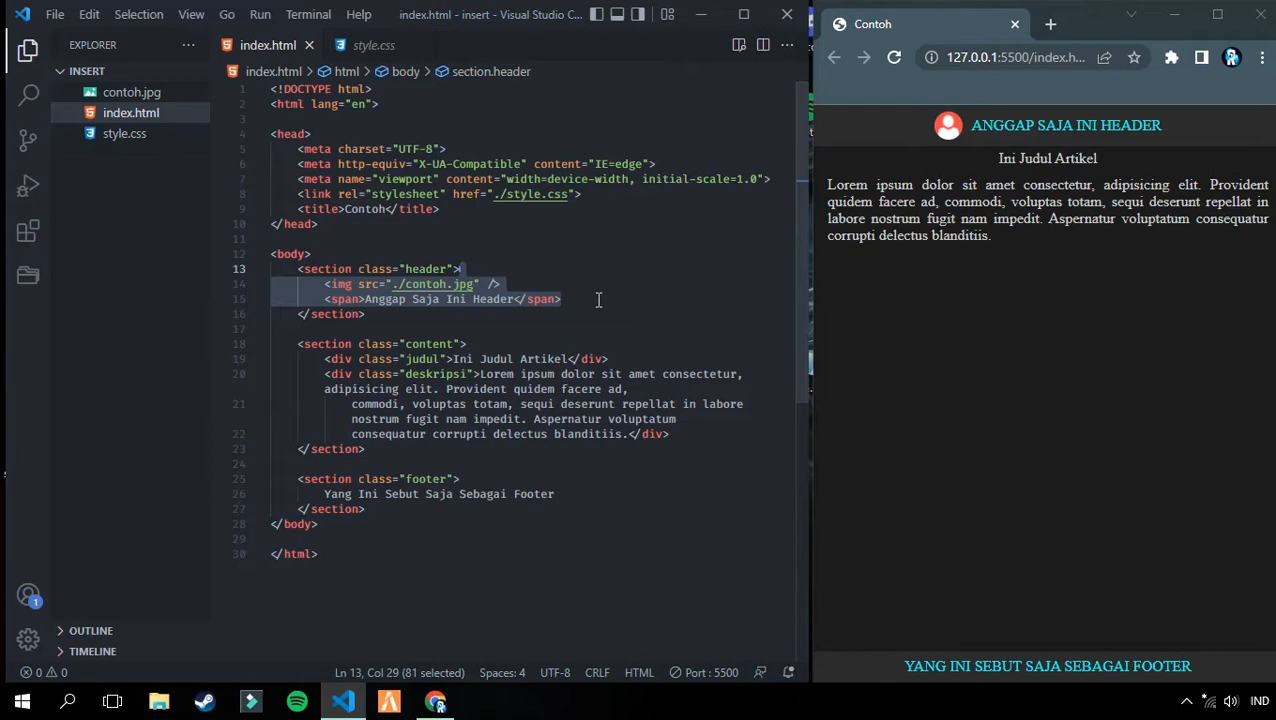 File Edit Selection View Go Run Terminal Help index.html - insert - Visual Studio C...
EXPLORER
INSERT
contoh.jpg
index.html
style.css
OUTLINE
TIMELINE
1
index.html style.css
index.html > html > body > section.header
1 <!DOCTYPE html>
2 <html lang="en">
3
4 <head>
5 <meta charset="UTF-8">
6 <meta http-equiv="X-UA-Compatible" content="IE=edge">
7 <meta name="viewport" content="width=device-width, initial-scale=1.0">
8 <link rel="stylesheet" href="./style.css">
9 <title>Contoh</title>
10 </head>
11
12 <body>
13 <section class="header">
14 <img src="./contoh.jpg" />
15 <span>Anggap Saja Ini Header</span>
16 </section>
17
18 <section class="content">
19 <div class="judul">Ini Judul Artikel</div>
20 <div class="deskripsi">Lorem ipsum dolor sit amet consectetur,
adipisicing elit. Provident quidem facere ad,
21 commodi, voluptas totam, sequi deserunt repellat in labore
nostrum fugit nam impedit. Aspernatur voluptatum
22 consequatur corrupti delectus blanditiis.</div>
23 </section>
24
25 <section class="footer">
26 Yang Ini Sebut Saja Sebagai Footer
27 </section>
28 </body>
29
30 </html>
0 0 Ln 13, Col 29 (81 selected) Spaces: 4 UTF-8 CRLF HTML Port : 5500
Contoh
127.0.0.1:5500/index.h...
ANGGAP SAJA INI HEADER
Ini Judul Artikel
Lorem ipsum dolor sit amet consectetur, adipisicing elit. Provident
quidem facere ad, commodi, voluptas totam, sequi deserunt repellat in
labore nostrum fugit nam impedit. Aspernatur voluptatum consequatur
corrupti delectus blanditiis.
YANG INI SEBUT SAJA SEBAGAI FOOTER
IND